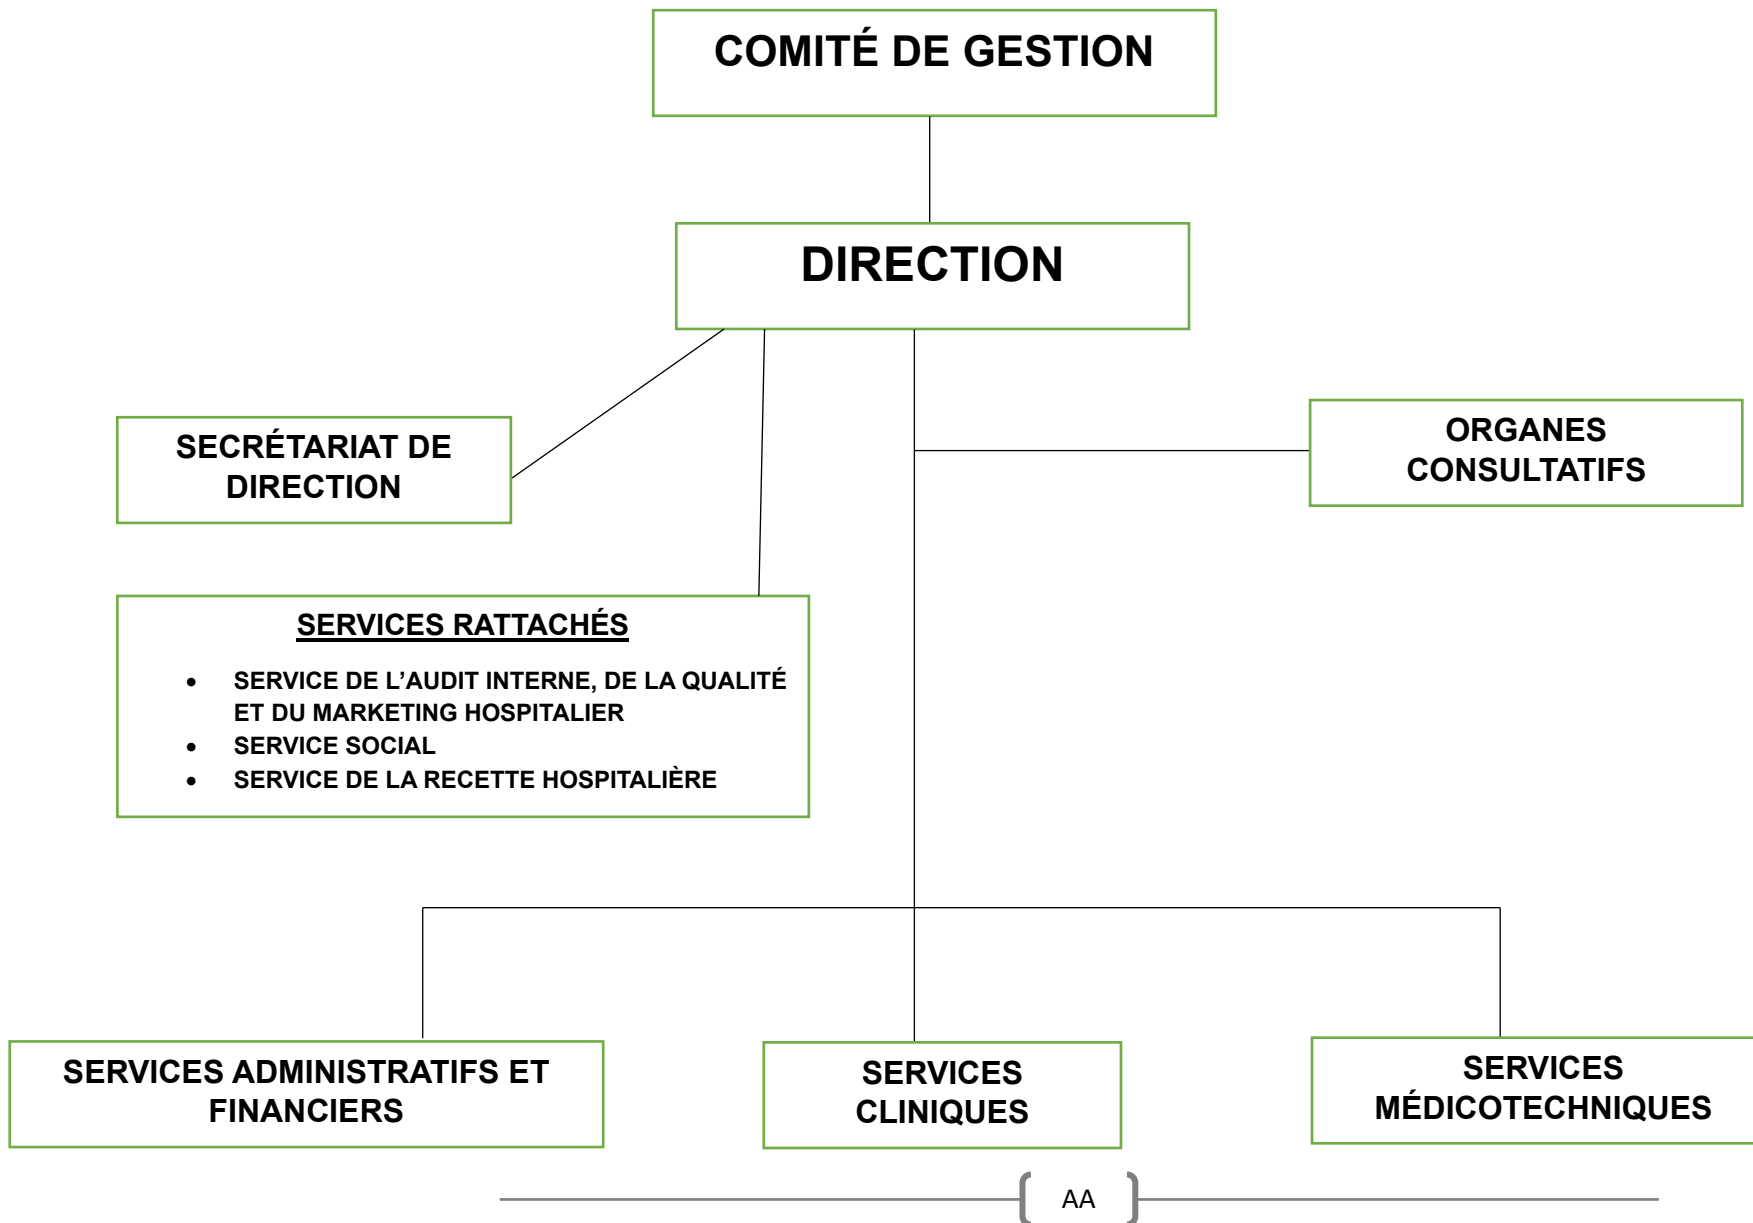 COMITÉ DE GESTION
DIRECTION
SECRÉTARIAT DE
DIRECTION
ORGANES
CONSULTATIFS
SERVICES RATTACHÉS
• SERVICE DE L’AUDIT INTERNE, DE LA QUALITÉ
ET DU MARKETING HOSPITALIER
• SERVICE SOCIAL
• SERVICE DE LA RECETTE HOSPITALIÈRE
SERVICES ADMINISTRATIFS ET
FINANCIERS
SERVICES
CLINIQUES
SERVICES
MÉDICOTECHNIQUES
AA